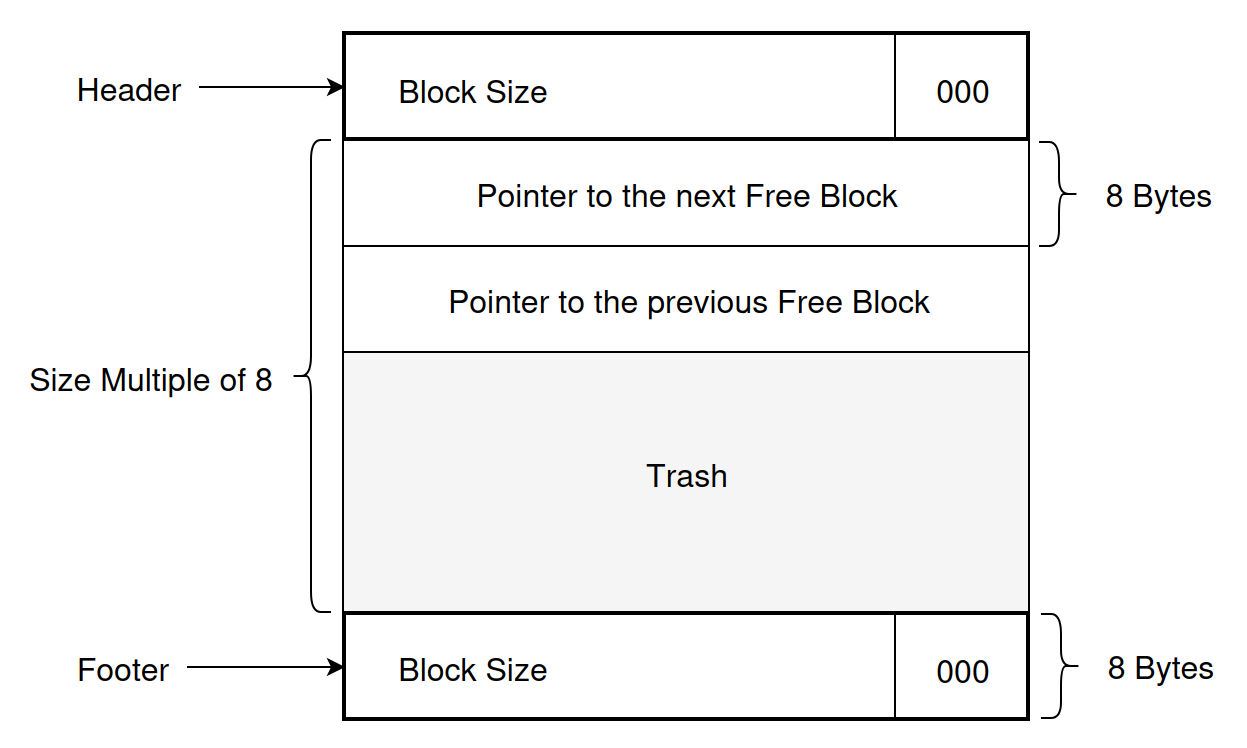 Header
Block Size
000
Pointer to the next Free Block
8 Bytes
Pointer to the previous Free Block
Size Multiple of 8
Trash
Footer
Block Size
000
8 Bytes